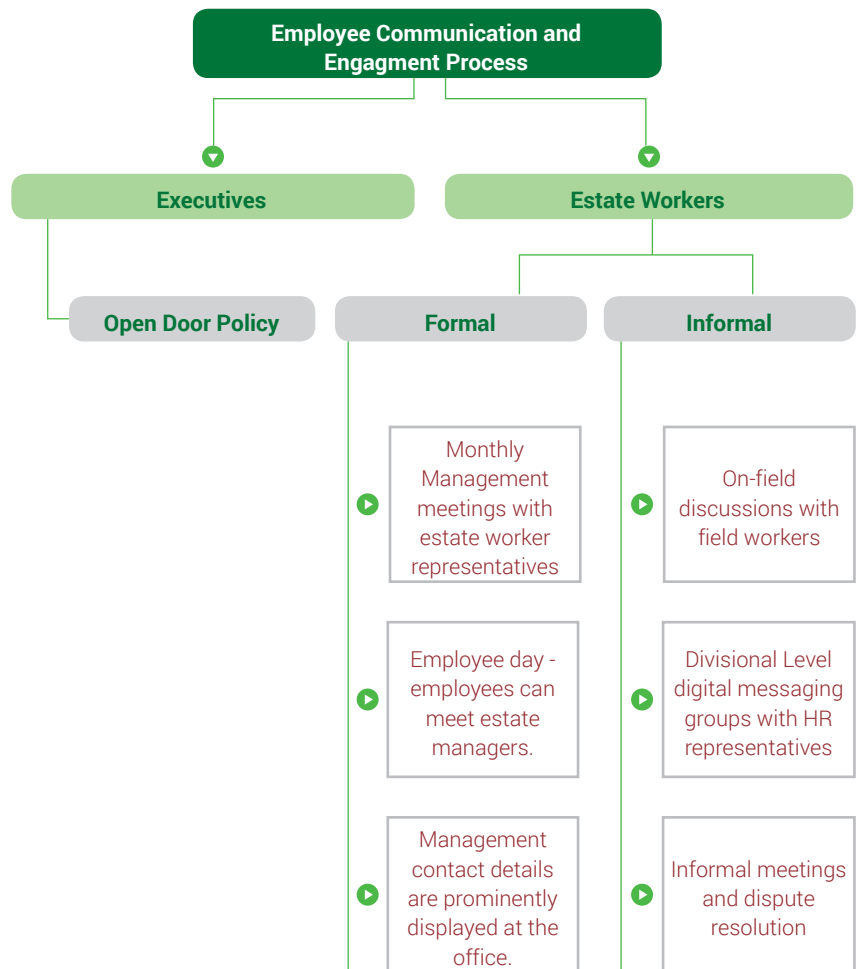 Employee Communication and
Engagment Process
Executives
Estate Workers
Open Door Policy
Formal
Informal
Monthly
Management
meetings with
estate worker
representatives
On-field
discussions with
field workers
Employee day -
employees can
meet estate
managers.
Divisional Level
digital messaging
groups with HR
representatives
Management
contact details
are prominently
displayed at the
office.
Informal meetings
and dispute
resolution